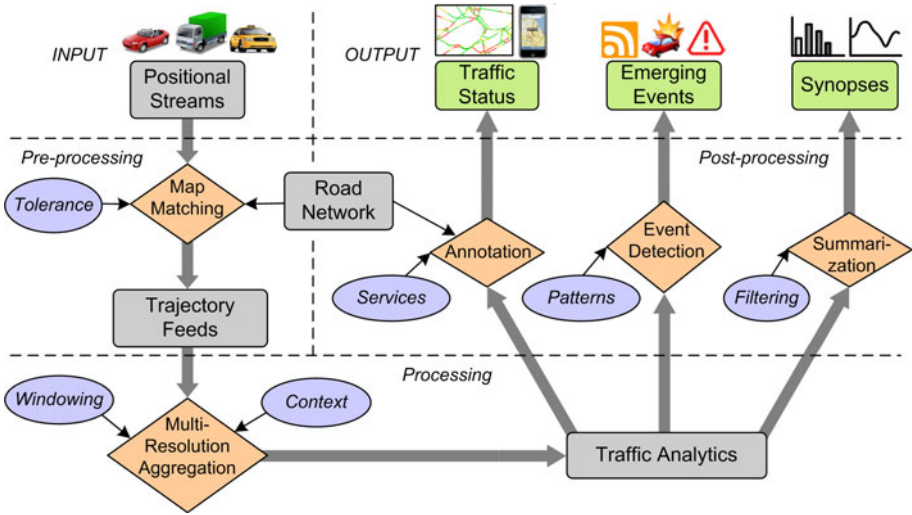 INPUT
OUTPUT
Positional
Streams
Traffic
Status
Emerging
Events
Synopses
Pre-processing
Post-processing
Tolerance
Map
Matching
Road
Network
Annotation
Event
Detection
Summari-
zation
Services
Patterns
Filtering
Trajectory
Feeds
Processing
Windowing
Context
Multi-
Resolution
Aggregation
Traffic Analytics